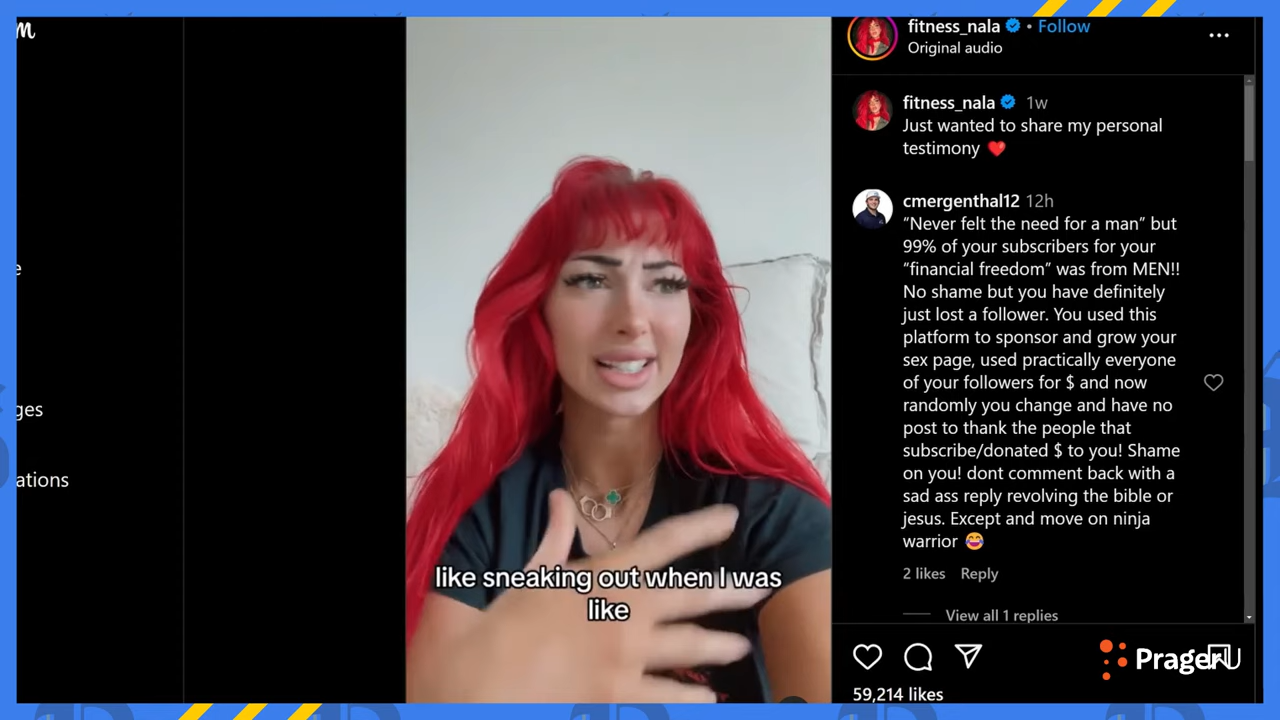 m
e
ges
ations
like sneaking out when I was
like
fitness_nala • Follow
Original audio
fitness_nala 1w
Just wanted to share my personal
testimony ❤️
cmergenthal12 12h
“Never felt the need for a man” but
99% of your subscribers for your
“financial freedom” was from MEN!!
No shame but you have definitely
just lost a follower. You used this
platform to sponsor and grow your
sex page, used practically everyone
of your followers for $ and now
randomly you change and have no
post to thank the people that
subscribe/donated $ to you! Shame
on you! dont comment back with a
sad ass reply revolving the bible or
jesus. Except and move on ninja
warrior 😂
2 likes Reply
View all 1 replies
PragerU
59,214 likes